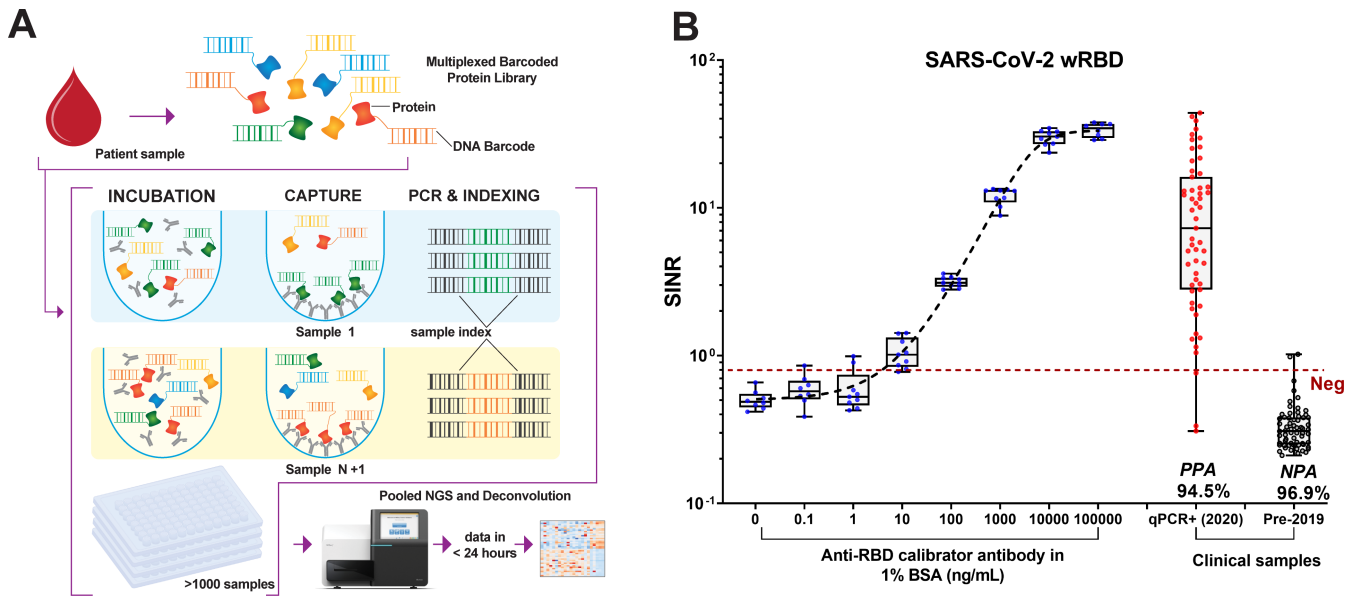 A
Multiplexed Barcoded
Protein Library
Protein
DNA Barcode
Patient sample
INCUBATION
CAPTURE
PCR & INDEXING
Sample 1
sample index
Sample N +1
>1000 samples
Pooled NGS and Deconvolution
data in
< 24 hours
B
SARS-CoV-2 wRBD
SINR
10²
10¹
10⁰
10⁻¹
Neg
PPA
94.5%
NPA
96.9%
0
0.1
1
10
100
1000
10000
100000
qPCR+ (2020)
Pre-2019
Anti-RBD calibrator antibody in
1% BSA (ng/mL)
Clinical samples